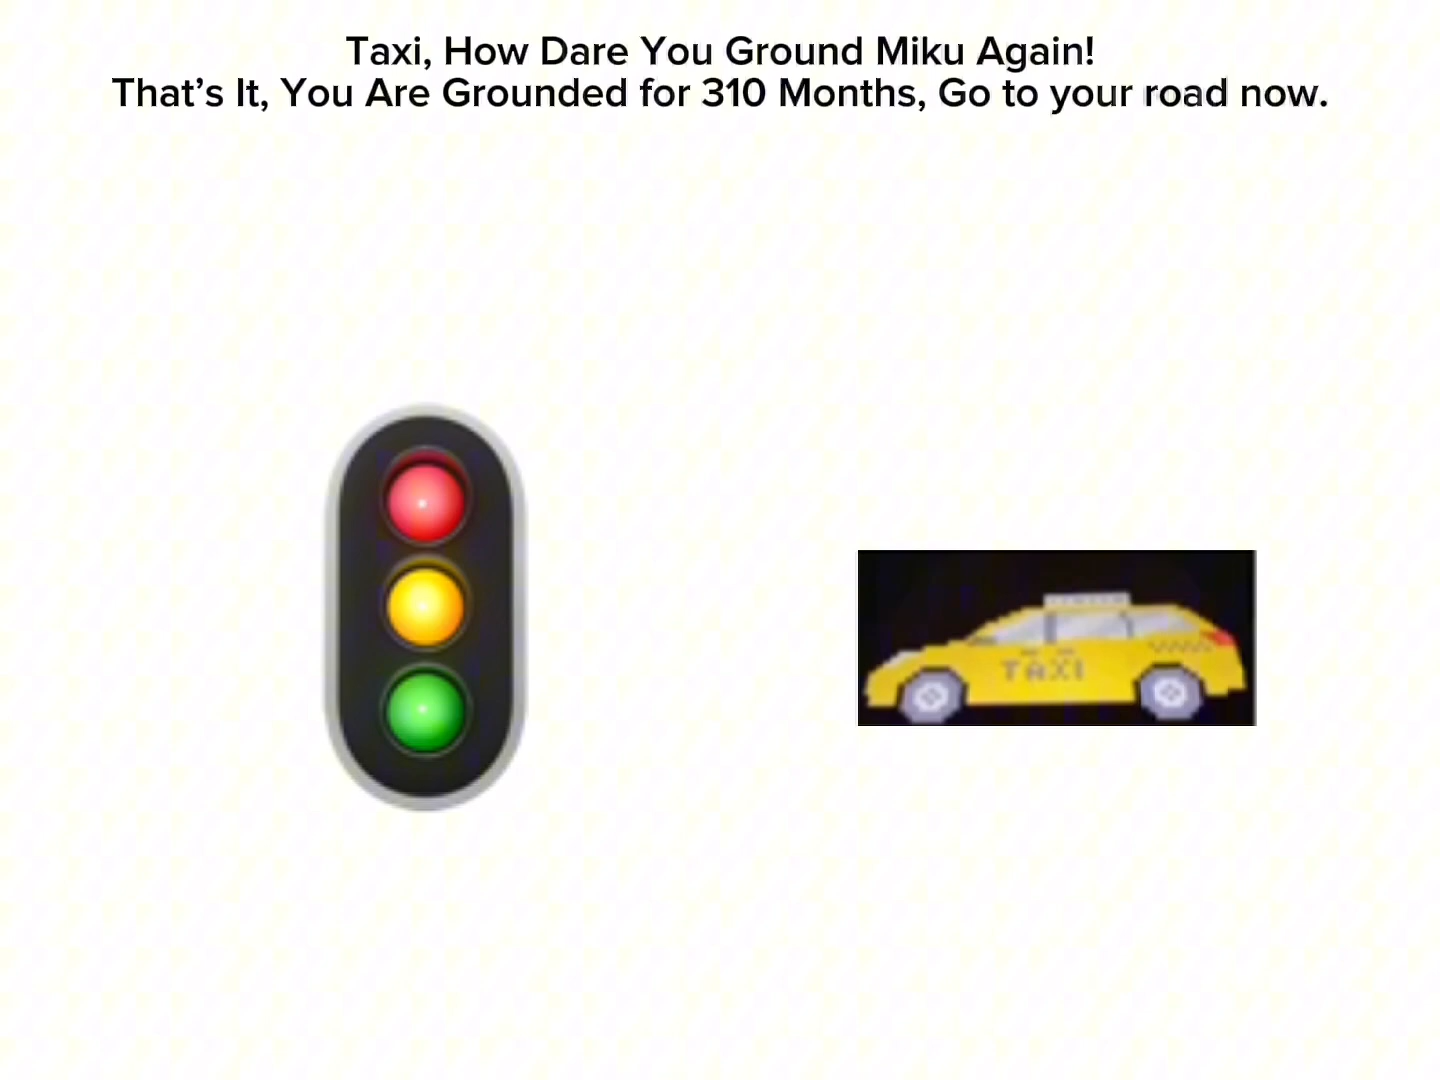 Taxi, How Dare You Ground Miku Again!
That’s It, You Are Grounded for 310 Months, Go to your road now.
TAXI